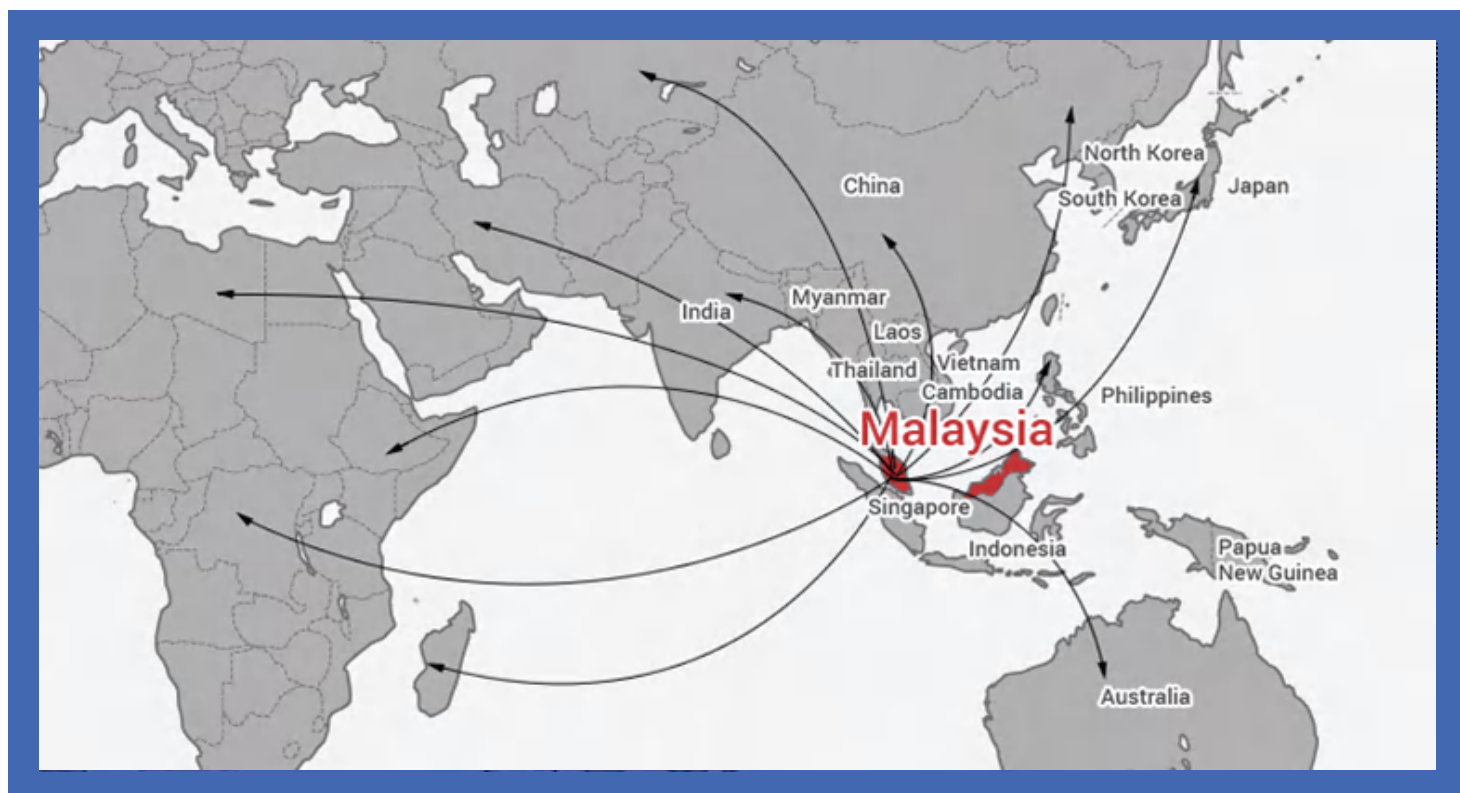 North Korea
China
South Korea
Japan
Myanmar
India
Laos
Vietnam
Thailand
Cambodia
Philippines
Malaysia
Singapore
Indonesia
Papua
New Guinea
Australia